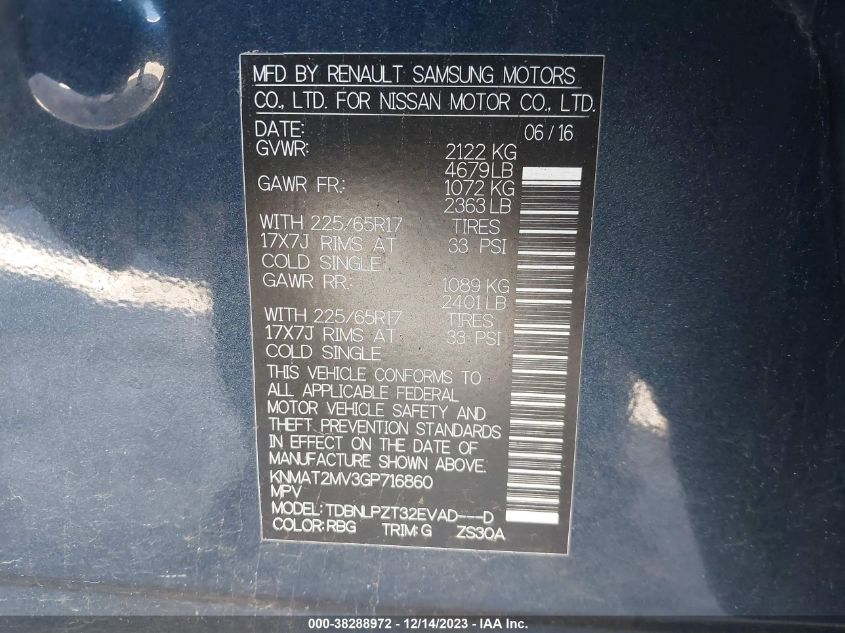 MFD BY RENAULT SAMSUNG MOTORS
CO., LTD. FOR NISSAN MOTOR CO., LTD.
DATE: 06 / 16
GVWR: 2122 KG
4679 LB
GAWR FR.: 1072 KG
2363 LB
WITH 225/65R17 TIRES
17X7J RIMS AT 33 PSI
COLD SINGLE
GAWR RR.: 1089 KG
2401 LB
WITH 225/65R17 TIRES
17X7J RIMS AT 33 PSI
COLD SINGLE
THIS VEHICLE CONFORMS TO
ALL APPLICABLE FEDERAL
MOTOR VEHICLE SAFETY AND
THEFT PREVENTION STANDARDS
IN EFFECT ON THE DATE OF
MANUFACTURE SHOWN ABOVE.
KNMAT2MV3GP716860
MPV
MODEL: TDBNLPZT32EVAD---D
COLOR: RBG TRIM: G ZS30A
000-38288972 - 12/14/2023 - IAA Inc.